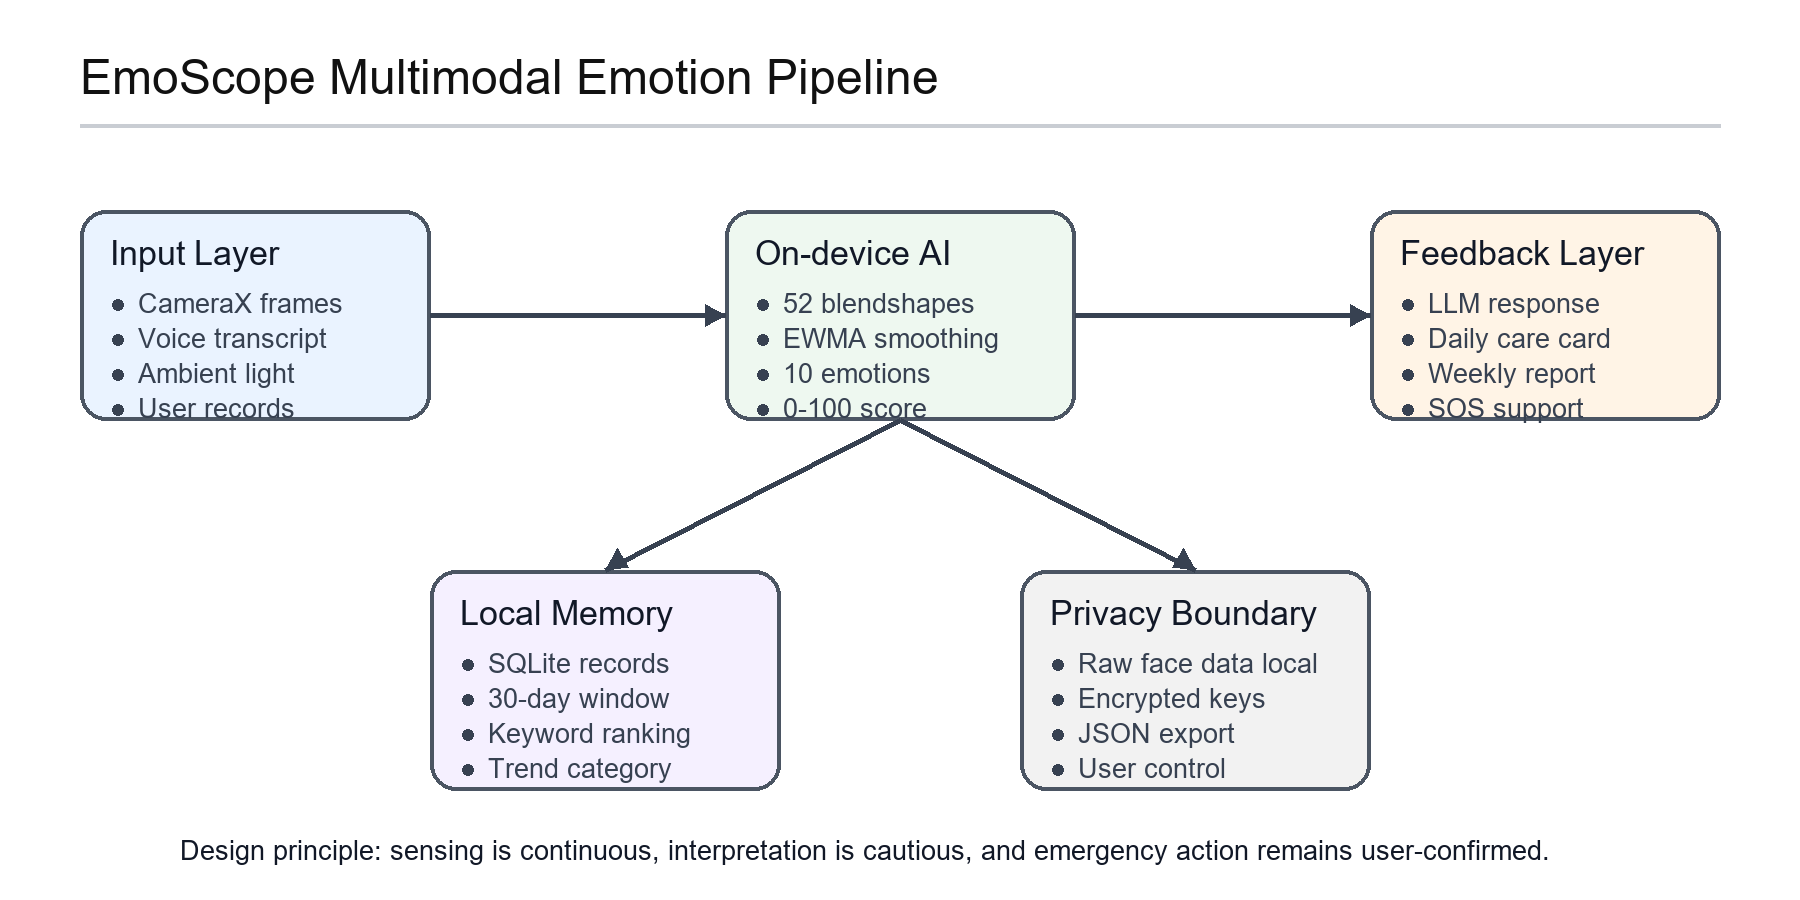 EmoScope Multimodal Emotion Pipeline
Input Layer
CameraX frames
Voice transcript
Ambient light
User records
On-device AI
52 blendshapes
EWMA smoothing
10 emotions
0-100 score
Feedback Layer
LLM response
Daily care card
Weekly report
SOS support
Local Memory
SQLite records
30-day window
Keyword ranking
Trend category
Privacy Boundary
Raw face data local
Encrypted keys
JSON export
User control
Design principle: sensing is continuous, interpretation is cautious, and emergency action remains user-confirmed.